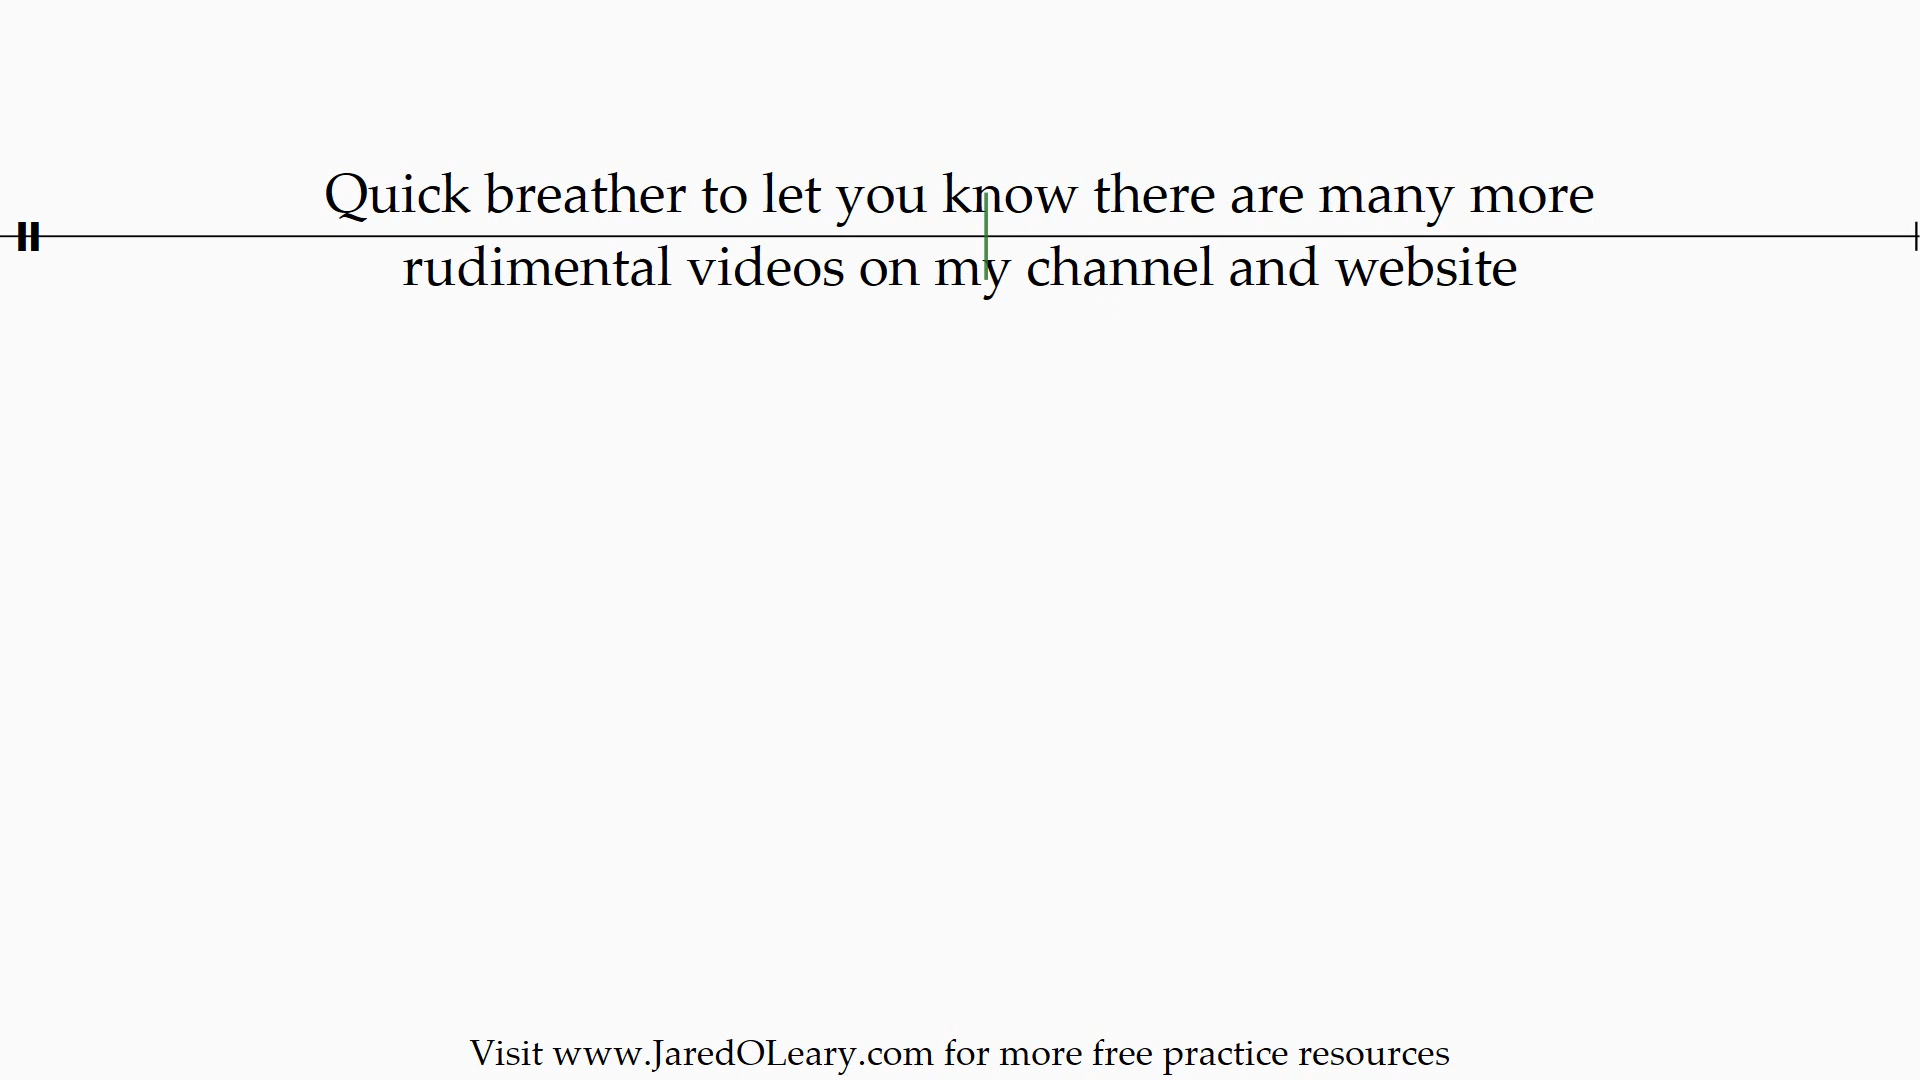 Quick breather to let you know there are many more
rudimental videos on my channel and website
Visit www.JaredOLeary.com for more free practice resources